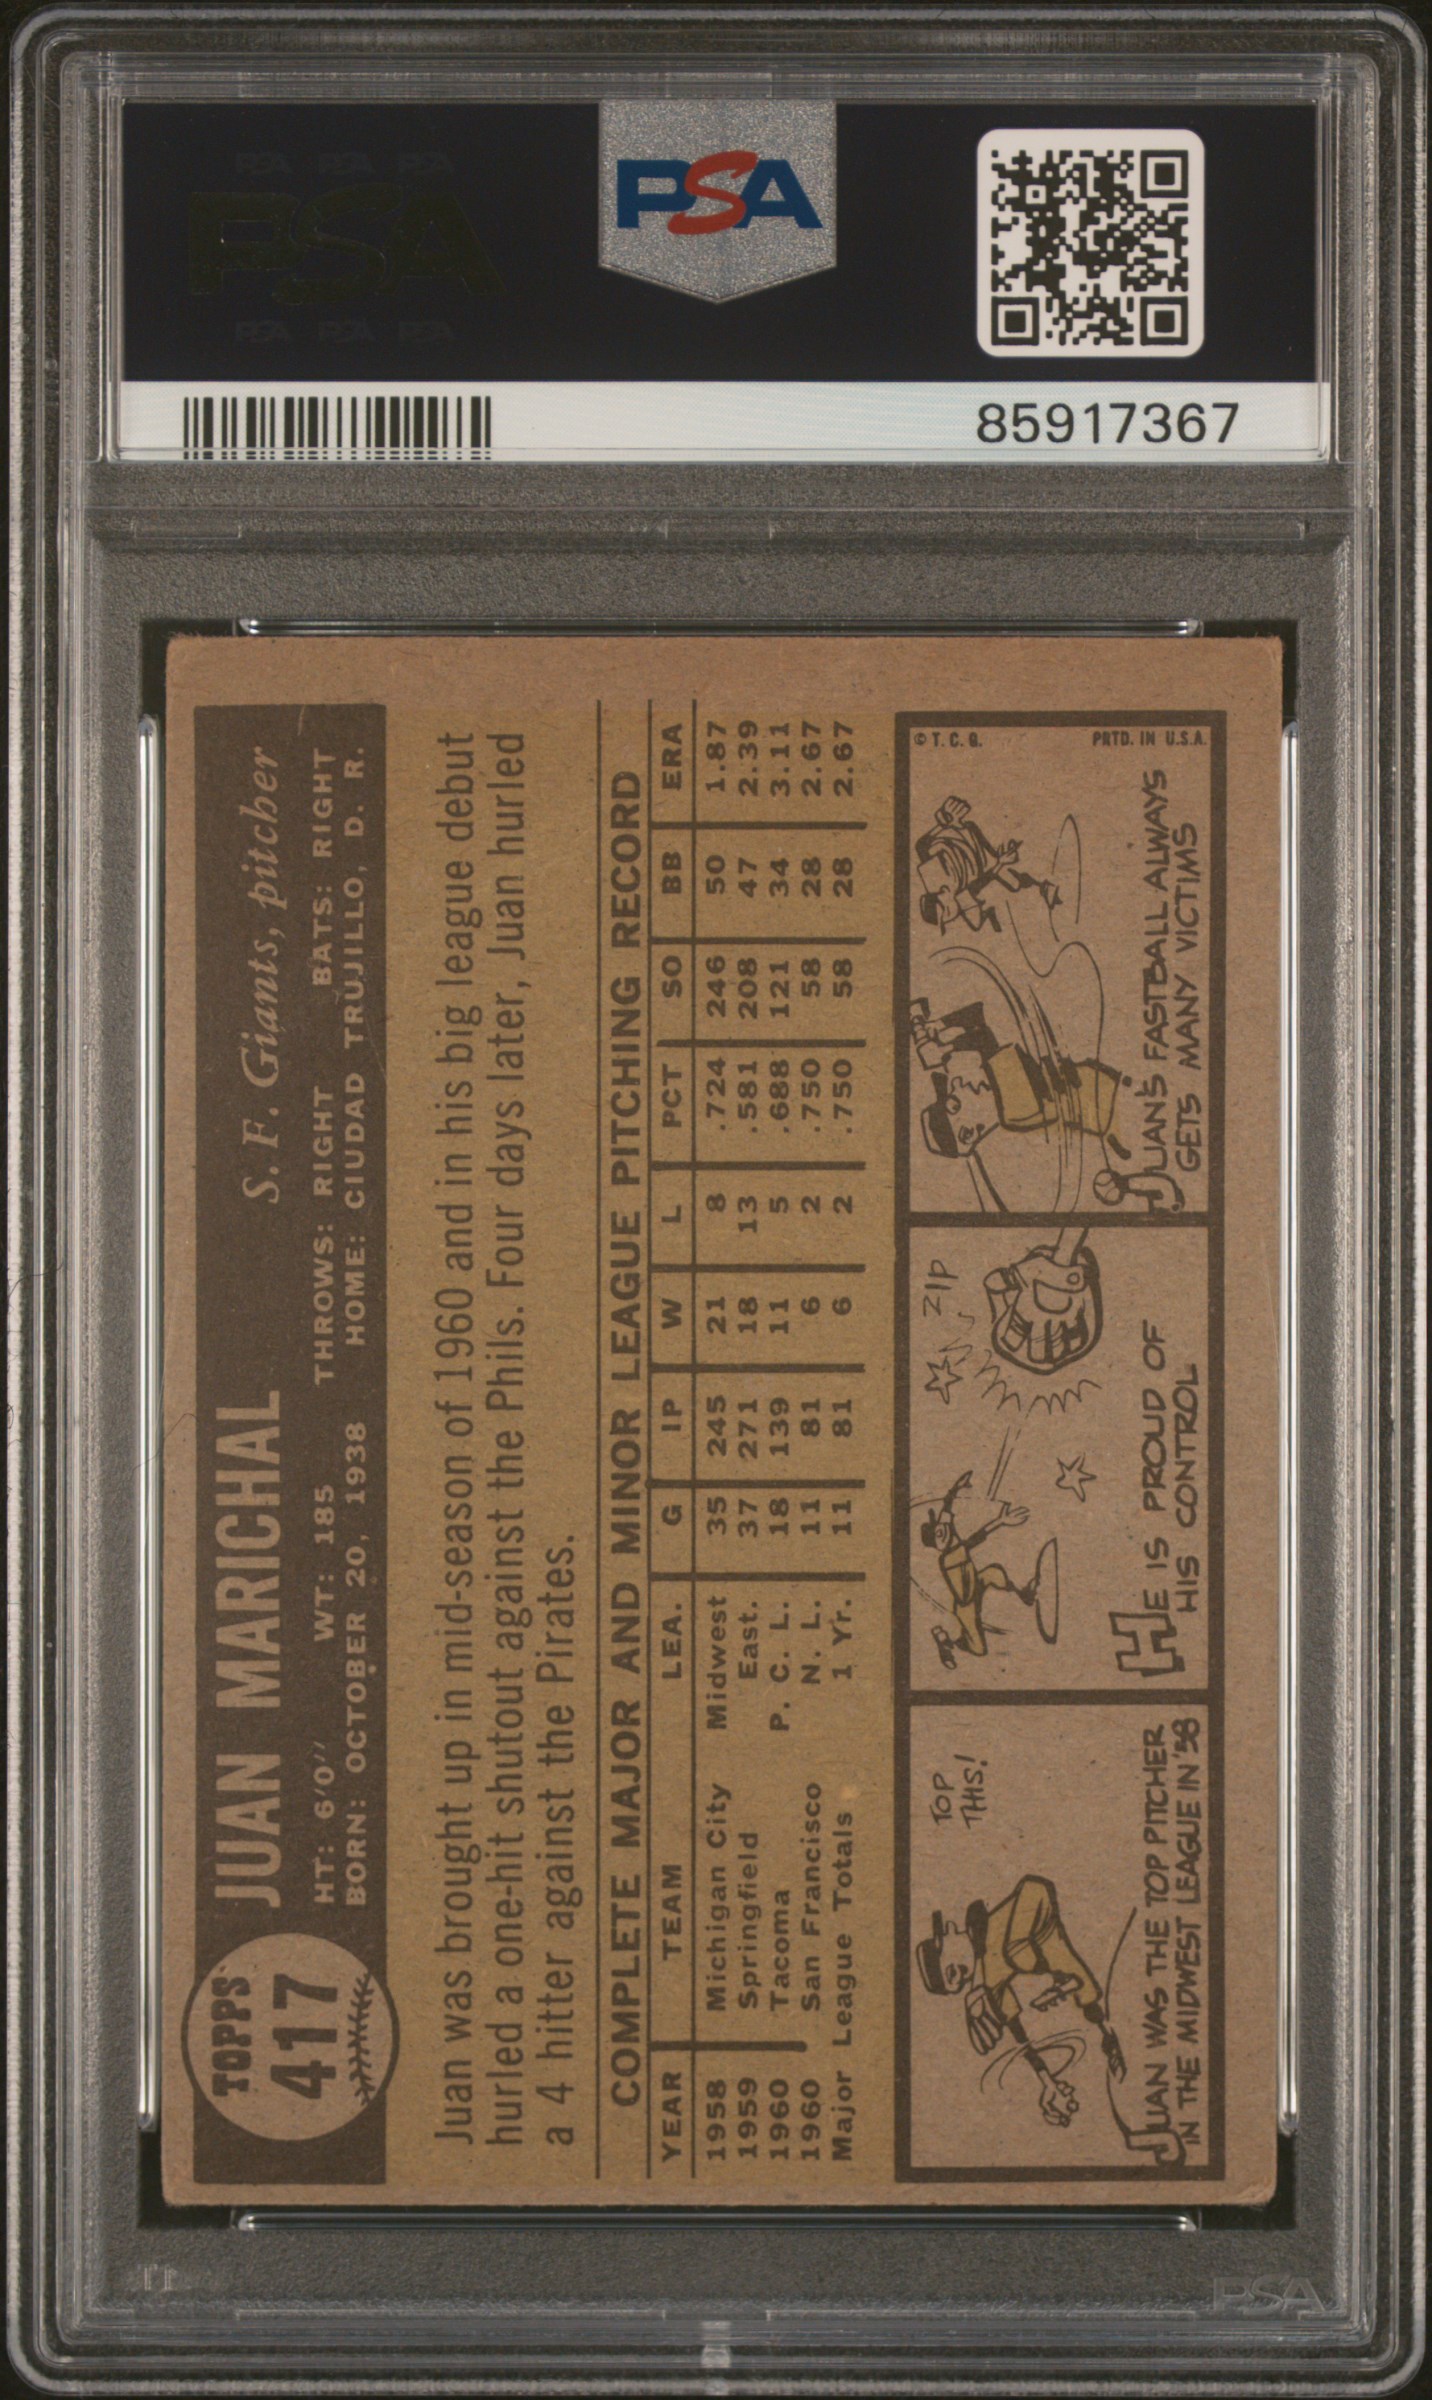 PSA PSA PSA
PSA
PSA PSA PSA
PSA
85917367
TOPPS
417
JUAN MARICHAL S. F. Giants, pitcher
HT: 6'0" WT: 185 THROWS: RIGHT BATS: RIGHT
BORN: OCTOBER 20, 1938 HOME: CIUDAD TRUJILLO, D. R.
Juan was brought up in mid-season of 1960 and in his big league debut
hurled a one-hit shutout against the Phils. Four days later, Juan hurled
a 4 hitter against the Pirates.
COMPLETE MAJOR AND MINOR LEAGUE PITCHING RECORD
YEAR TEAM LEA. G IP W L PCT SO BB ERA
1958 Michigan City Midwest 35 245 21 8 .724 246 50 1.87
1959 Springfield East. 37 271 18 13 .581 208 47 2.39
1960 Tacoma P. C. L. 18 139 11 5 .688 121 34 3.11
1960 San Francisco N. L. 11 81 6 2 .750 58 28 2.67
Major League Totals 1 Yr. 11 81 6 2 .750 58 28 2.67
TOP
THIS!
JUAN WAS THE TOP PITCHER
IN THE MIDWEST LEAGUE IN '58
ZIP
HE IS PROUD OF
HIS CONTROL
© T. C. G. PRTD. IN U.S.A.
JUAN'S FASTBALL ALWAYS
GETS MANY VICTIMS
PSA